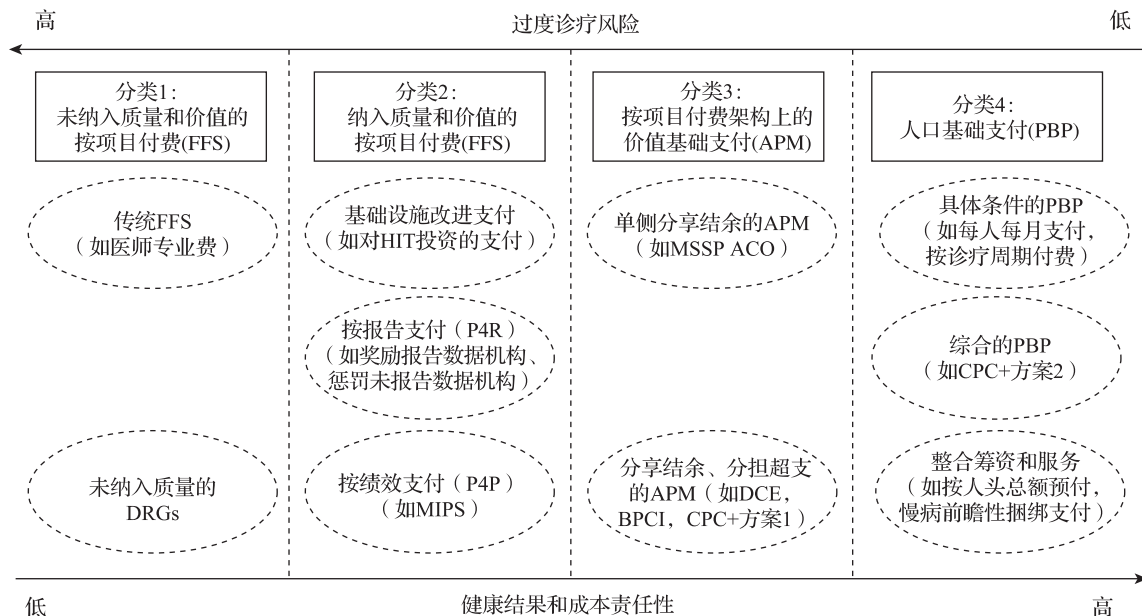 高
过度诊疗风险
低
分类1：
未纳入质量和价值的
按项目付费(FFS)
分类2：
纳入质量和价值的
按项目付费(FFS)
分类3：
按项目付费架构上的
价值基础支付(APM)
分类4：
人口基础支付(PBP)
传统FFS
（如医师专业费）
基础设施改进支付
（如对HIT投资的支付）
单侧分享结余的APM
（如MSSP ACO）
具体条件的PBP
（如每人每月支付，
按诊疗周期付费）
按报告支付（P4R）
（如奖励报告数据机构、
惩罚未报告数据机构）
综合的PBP
（如CPC+方案2）
未纳入质量的
DRGs
按绩效支付（P4P）
（如MIPS）
分享结余、分担超支
的APM（如DCE，
BPCI，CPC+方案1）
整合筹资和服务
（如按人头总额预付，
慢病前瞻性捆绑支付）
低
健康结果和成本责任性
高